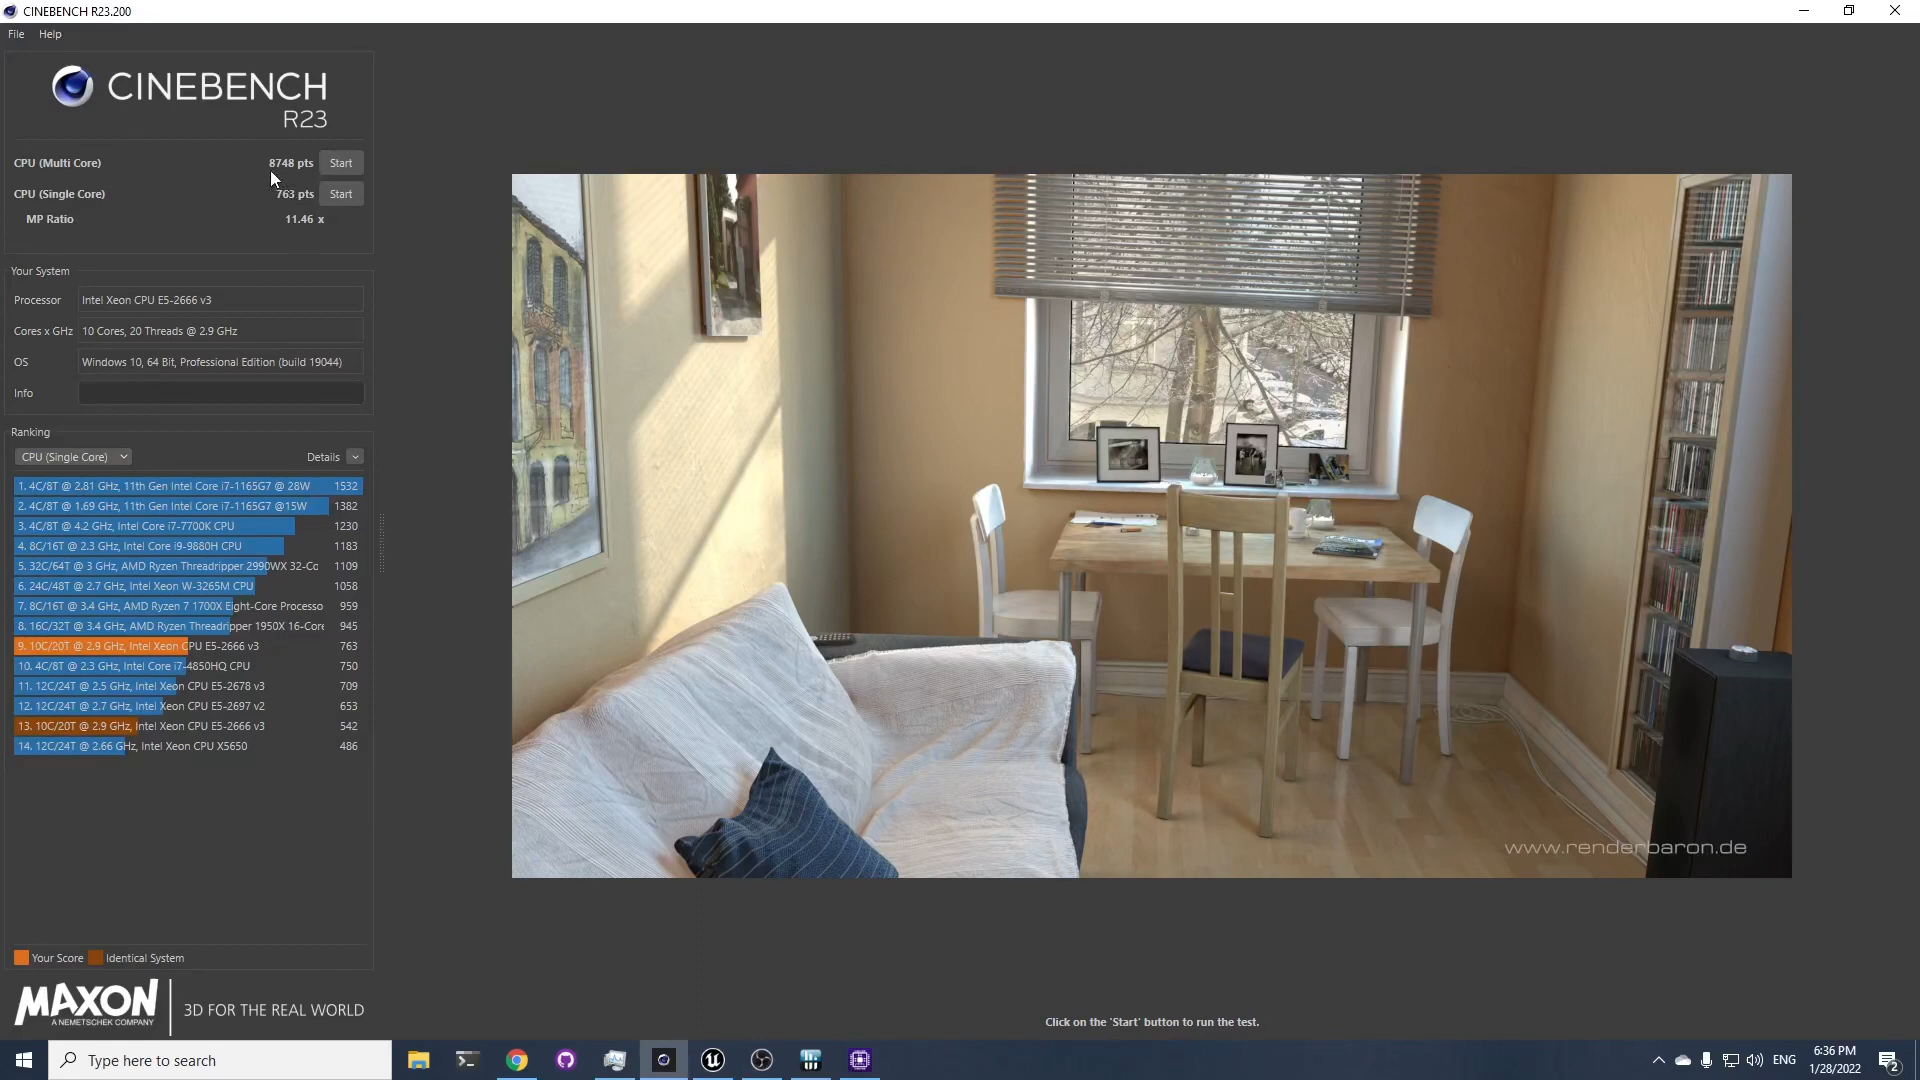 CINEBENCH R23.200
File Help
CINEBENCH
R23
CPU (Multi Core) 8748 pts Start
CPU (Single Core) 763 pts Start
MP Ratio 11.46 x
Your System
Processor Intel Xeon CPU E5-2666 v3
Cores x GHz 10 Cores, 20 Threads @ 2.9 GHz
OS Windows 10, 64 Bit, Professional Edition (build 19044)
Info
Ranking
CPU (Single Core) Details
1. 4C/8T @ 2.81 GHz, 11th Gen Intel Core i7-1165G7 @ 28W 1532
2. 4C/8T @ 1.69 GHz, 11th Gen Intel Core i7-1165G7 @15W 1382
3. 4C/8T @ 4.2 GHz, Intel Core i7-7700K CPU 1230
4. 8C/16T @ 2.3 GHz, Intel Core i9-9880H CPU 1183
5. 32C/64T @ 3 GHz, AMD Ryzen Threadripper 2990WX 32-Co 1109
6. 24C/48T @ 2.7 GHz, Intel Xeon W-3265M CPU 1058
7. 8C/16T @ 3.4 GHz, AMD Ryzen 7 1700X Eight-Core Processo 959
8. 16C/32T @ 3.4 GHz, AMD Ryzen Threadripper 1950X 16-Core 945
9. 10C/20T @ 2.9 GHz, Intel Xeon CPU E5-2666 v3 763
10. 4C/8T @ 2.3 GHz, Intel Core i7-4850HQ CPU 750
11. 12C/24T @ 2.5 GHz, Intel Xeon CPU E5-2678 v3 709
12. 12C/24T @ 2.7 GHz, Intel Xeon CPU E5-2697 v2 653
13. 10C/20T @ 2.9 GHz, Intel Xeon CPU E5-2666 v3 542
14. 12C/24T @ 2.66 GHz, Intel Xeon CPU X5650 486
www.renderbaron.de
Your Score Identical System
MAXON
A NEMETSCHEK COMPANY
3D FOR THE REAL WORLD
Click on the 'Start' button to run the test.
Type here to search
ENG
6:36 PM
1/28/2022
2